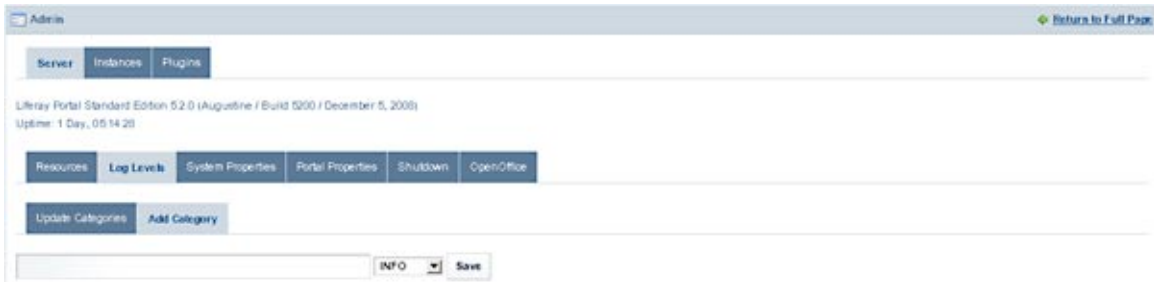 Admin
Return to Full Page
Server Instances Plugins
Liferay Portal Standard Edition 5.2.0 (Augustine / Build 5200 / December 5, 2008)
Uptime: 1 Day, 05:14:28
Resources Log Levels System Properties Portal Properties Shutdown OpenOffice
Update Categories Add Category
INFO Save